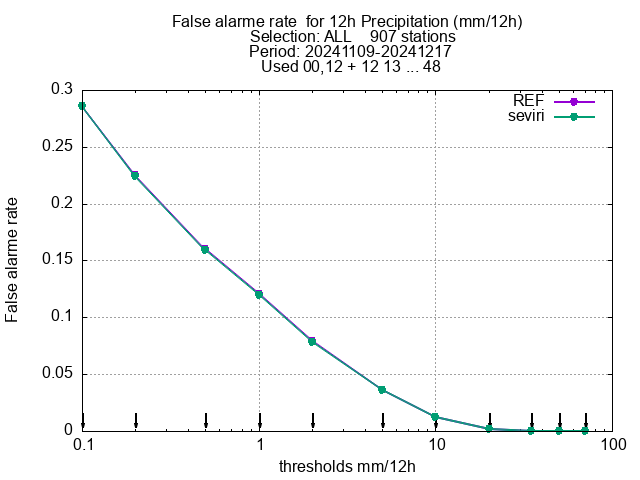 False alarme rate  for 12h Precipitation (mm/12h)
Selection: ALL    907 stations
Period: 20241109-20241217
Used 00,12 + 12 13 ... 48
REF
seviri
0.3
0.25
0.2
0.15
0.1
0.05
0
False alarme rate
0.1 1 10 100
thresholds mm/12h